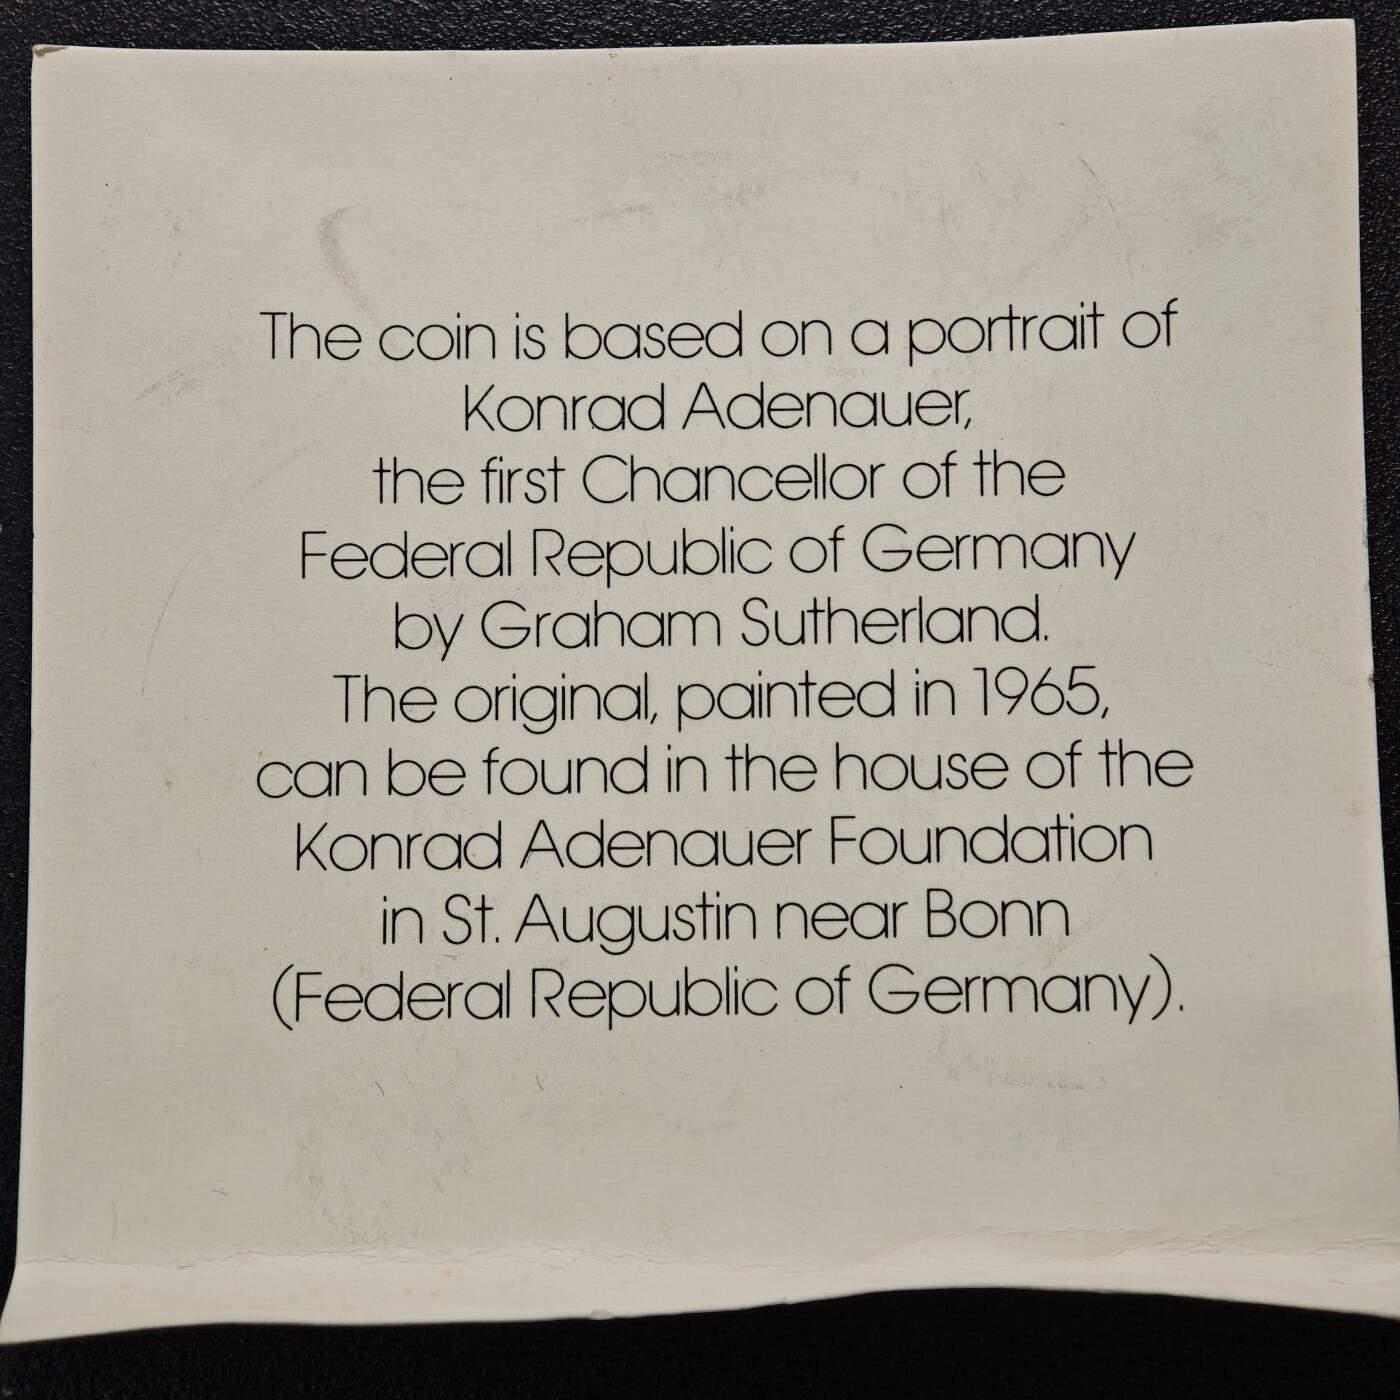 The coin is based on a portrait of
Konrad Adenauer,
the first Chancellor of the
Federal Republic of Germany
by Graham Sutherland.
The original, painted in 1965,
can be found in the house of the
Konrad Adenauer Foundation
in St. Augustin near Bonn
(Federal Republic of Germany).